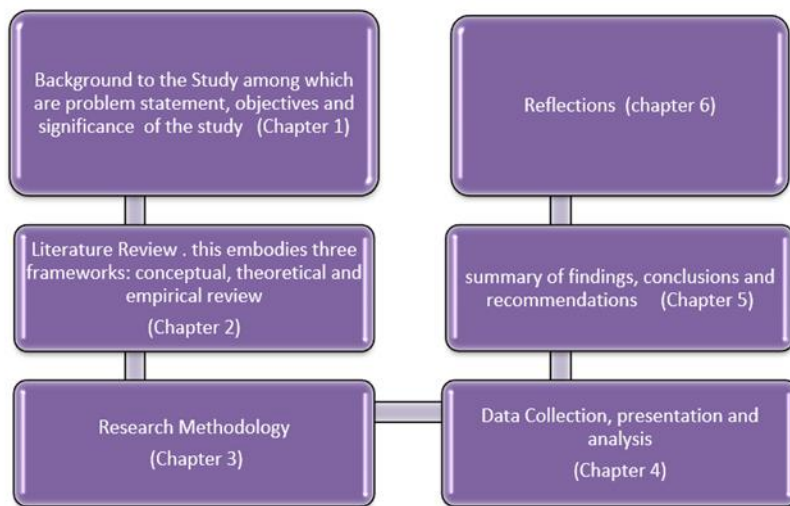 Background to the Study among which
are problem statement, objectives and
significance of the study (Chapter 1)
Literature Review . this embodies three
frameworks: conceptual, theoretical and
empirical review
(Chapter 2)
Research Methodology
(Chapter 3)
Data Collection, presentation and
analysis
(Chapter 4)
summary of findings, conclusions and
recommendations (Chapter 5)
Reflections (chapter 6)